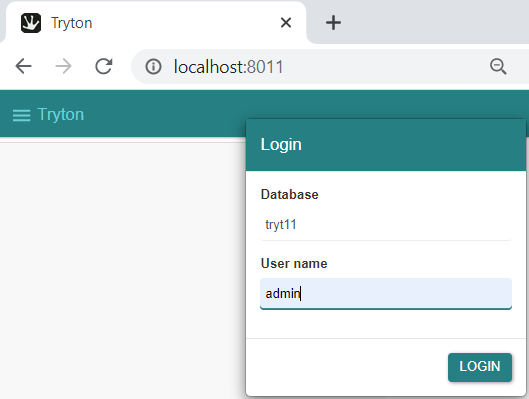 Tryton
localhost:8011
Tryton
Login
Database
tryt11
User name
admin
LOGIN